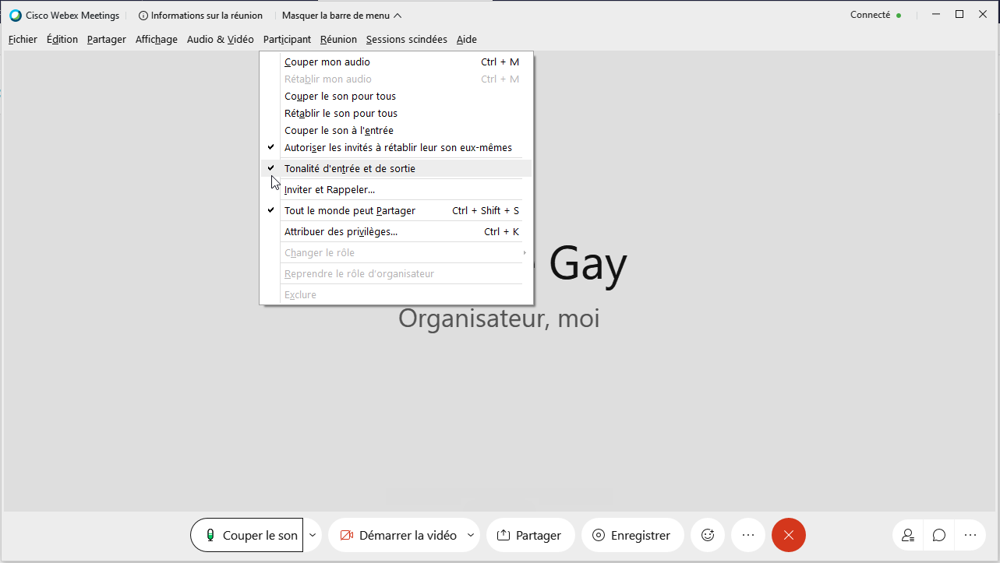 Cisco Webex Meetings Informations sur la réunion Masquer la barre de menu Connecté
Fichier Édition Partager Affichage Audio & Vidéo Participant Réunion Sessions scindées Aide
Couper mon audio Ctrl + M
Rétablir mon audio Ctrl + M
Couper le son pour tous
Rétablir le son pour tous
Couper le son à l'entrée
Autoriser les invités à rétablir leur son eux-mêmes
Tonalité d'entrée et de sortie
Inviter et Rappeler...
Tout le monde peut Partager Ctrl + Shift + S
Attribuer des privilèges... Ctrl + K
Changer le rôle
Reprendre le rôle d'organisateur
Exclure
Gay
Organisateur, moi
Couper le son Démarrer la vidéo Partager Enregistrer